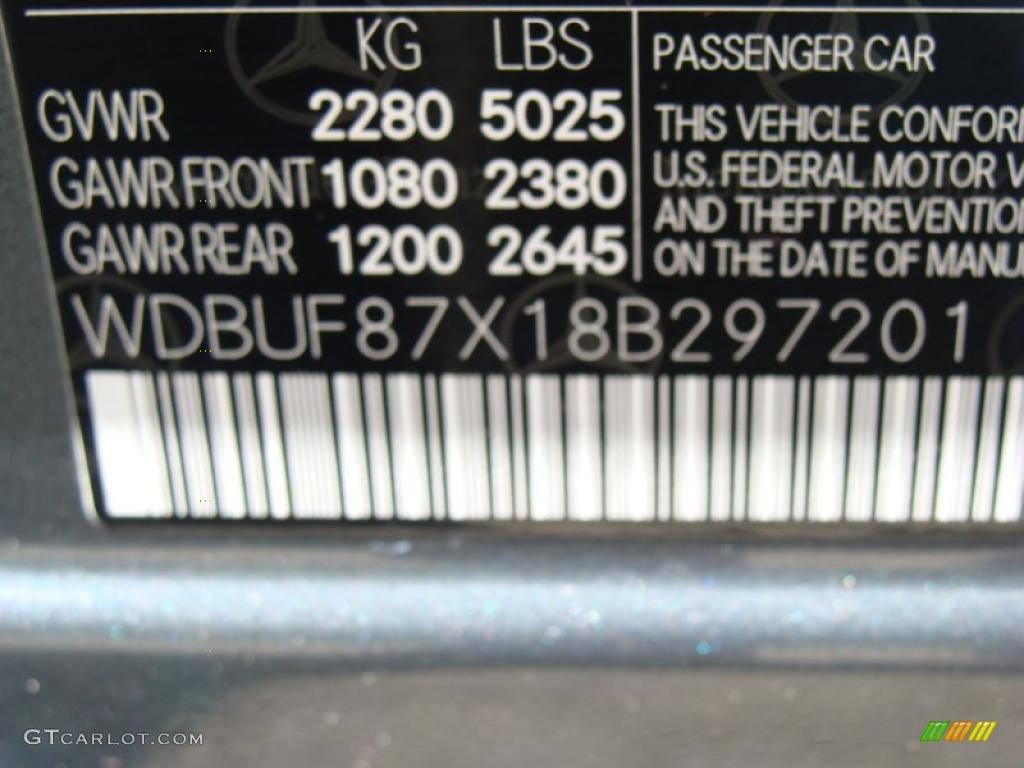 KG LBS
GVWR 2280 5025
GAWR FRONT 1080 2380
GAWR REAR 1200 2645
PASSENGER CAR
THIS VEHICLE CONFOR
U.S. FEDERAL MOTOR V
AND THEFT PREVENTIO
ON THE DATE OF MANU
WDBUF87X18B297201
GTCARLOT.COM